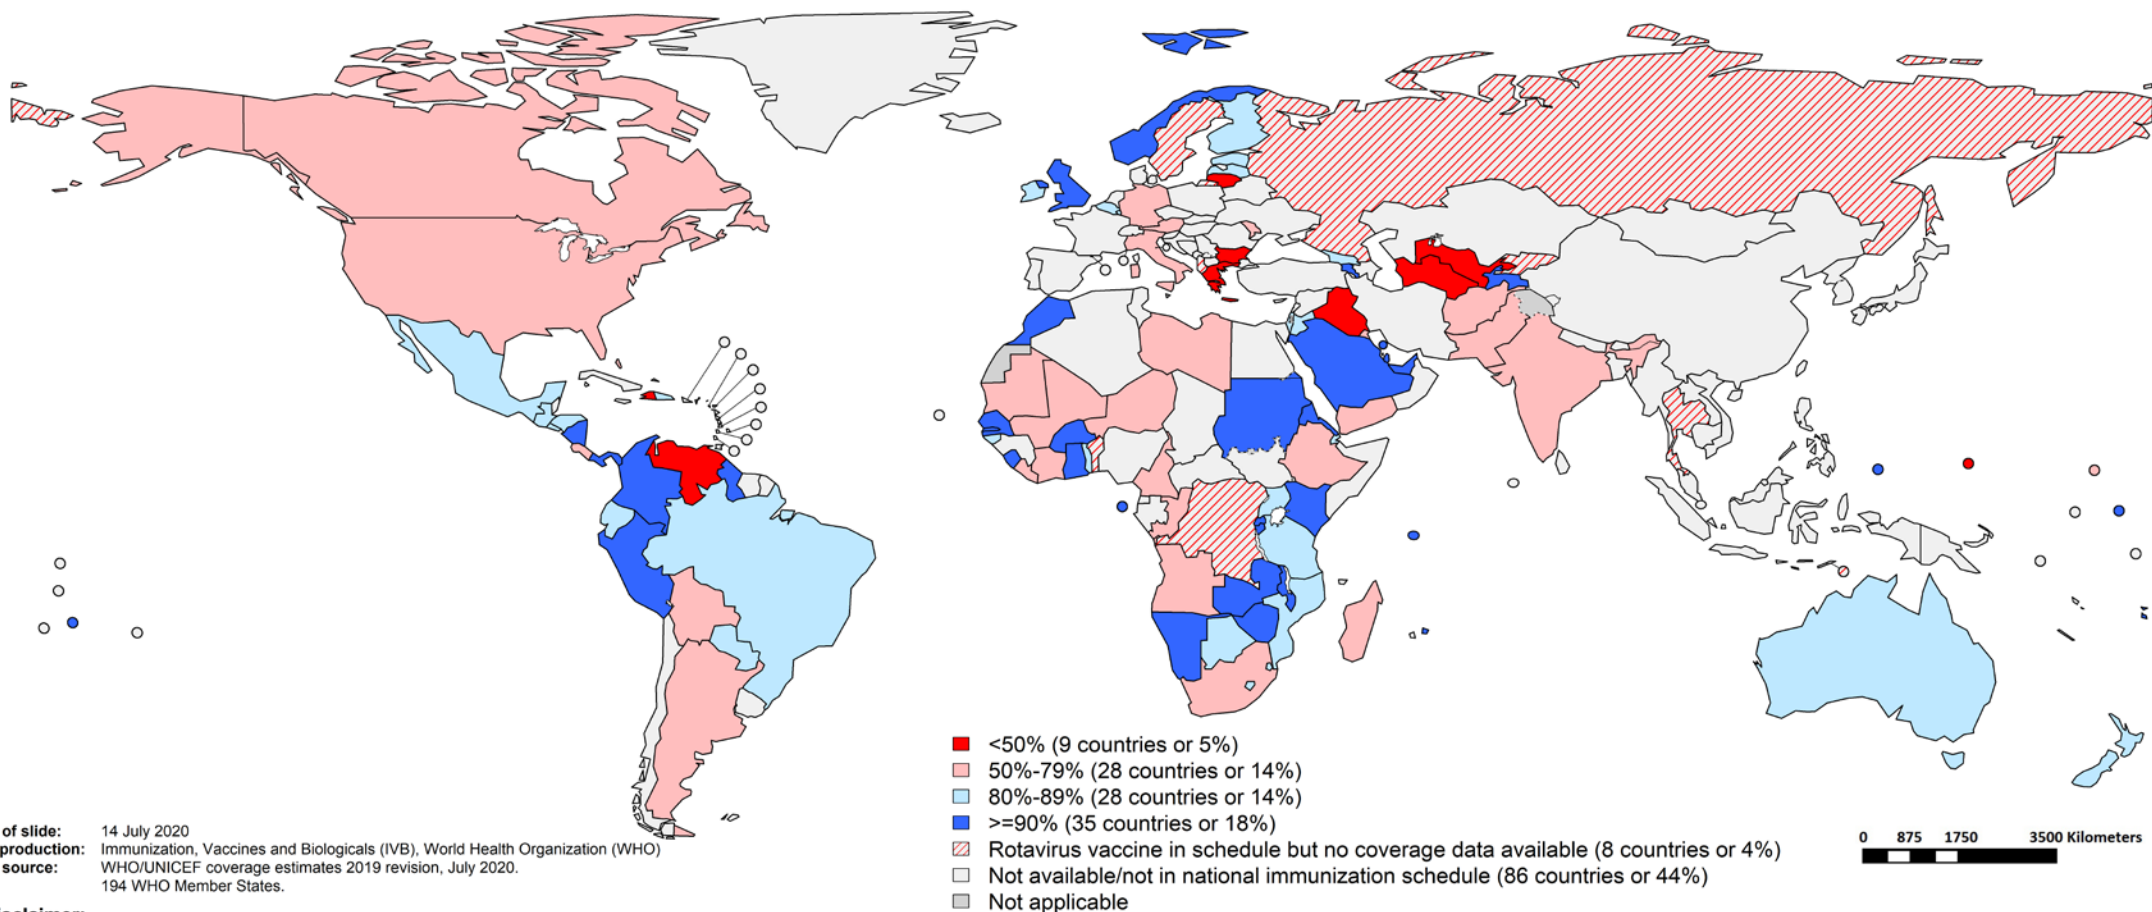 <50% (9 countries or 5%)
50%-79% (28 countries or 14%)
80%-89% (28 countries or 14%)
>=90% (35 countries or 18%)
Rotavirus vaccine in schedule but no coverage data available (8 countries or 4%)
Not available/not in national immunization schedule (86 countries or 44%)
Not applicable
0 875 1750 3500 Kilometers
of slide: 14 July 2020
production: Immunization, Vaccines and Biologicals (IVB), World Health Organization (WHO)
source: WHO/UNICEF coverage estimates 2019 revision, July 2020.
194 WHO Member States.